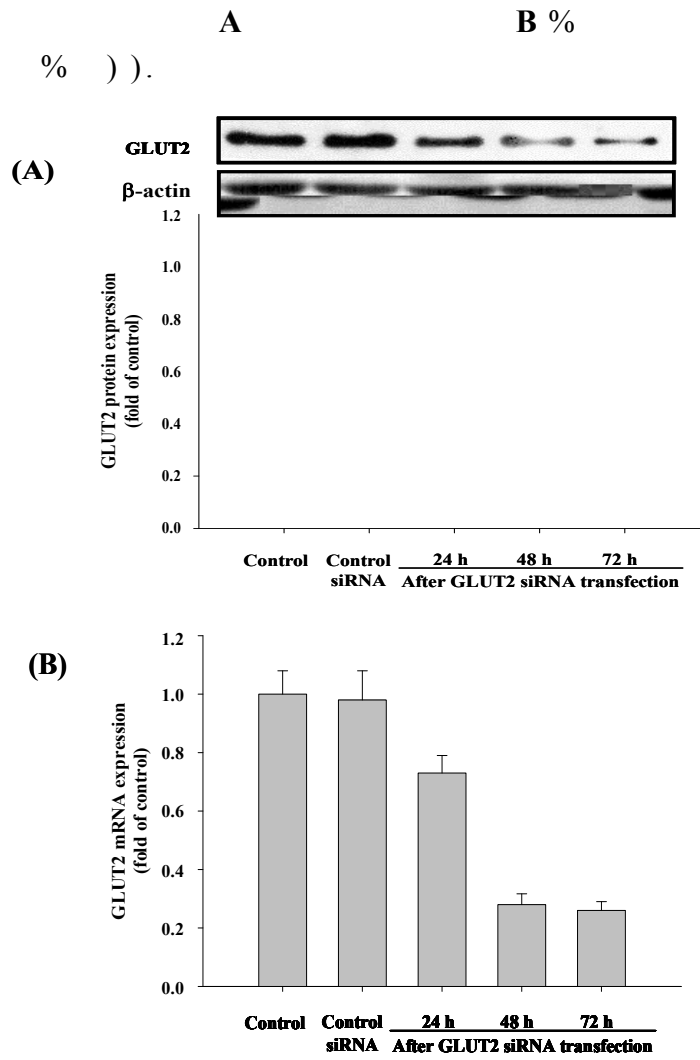 A B %
% ) ).
GLUT2
(A)
β-actin
1.2
1.0
0.8
0.6
0.4
0.2
0.0
GLUT2 protein expression
(fold of control)
Control Control 24 h 48 h 72 h
siRNA After GLUT2 siRNA transfection
(B)
1.2
1.0
0.8
0.6
0.4
0.2
0.0
GLUT2 mRNA expression
(fold of control)
Control Control 24 h 48 h 72 h
siRNA After GLUT2 siRNA transfection